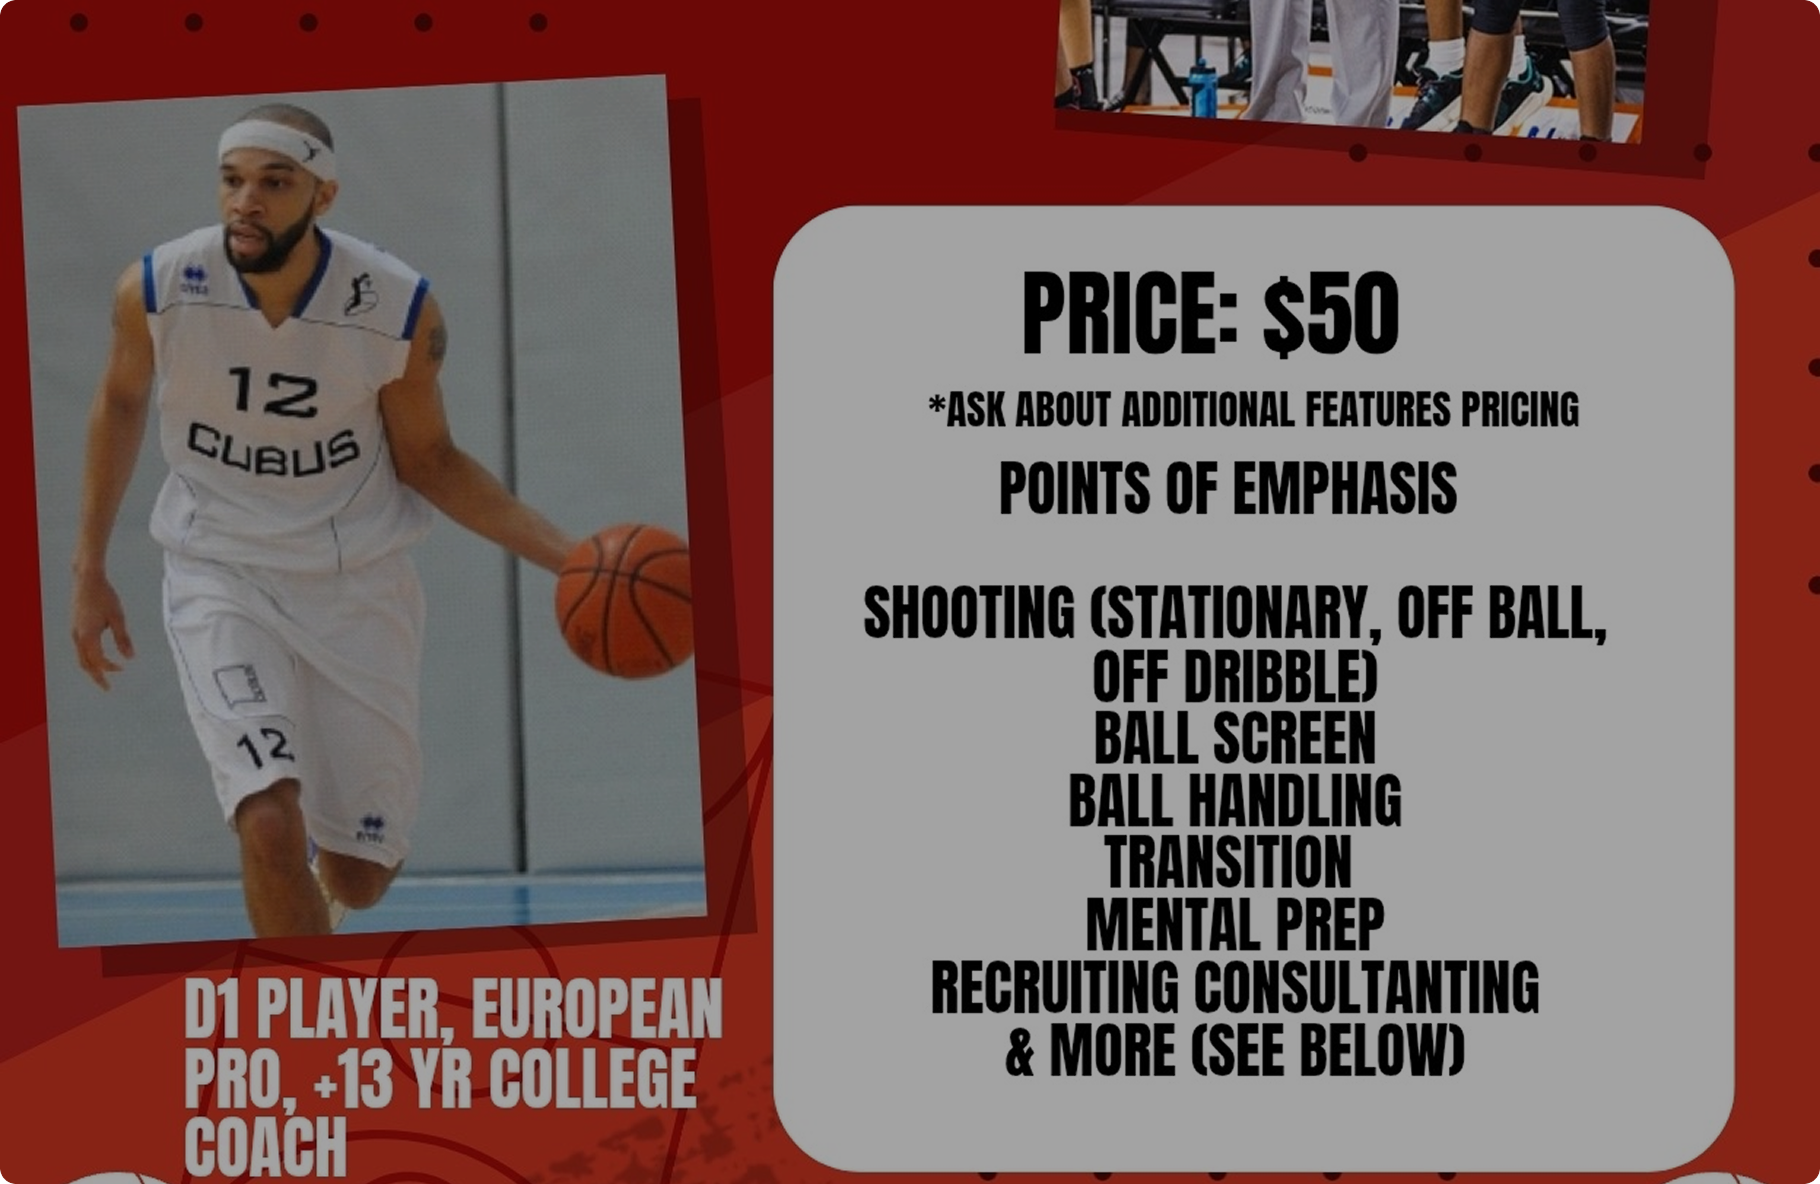 12
CUBUS
12
D1 PLAYER, EUROPEAN
PRO, +13 YR COLLEGE
COACH
PRICE: $50
*ASK ABOUT ADDITIONAL FEATURES PRICING
POINTS OF EMPHASIS
SHOOTING (STATIONARY, OFF BALL,
OFF DRIBBLE)
BALL SCREEN
BALL HANDLING
TRANSITION
MENTAL PREP
RECRUITING CONSULTANTING
& MORE (SEE BELOW)